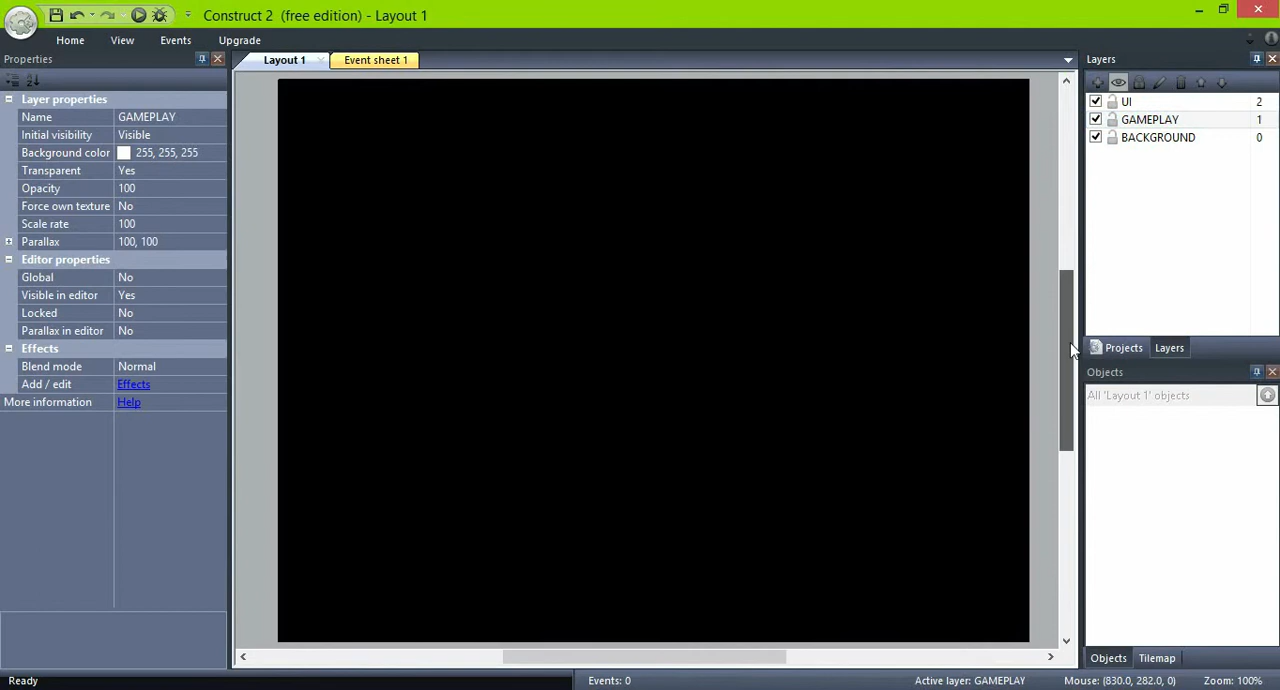 Construct 2 (free edition) - Layout 1
Home View Events Upgrade
Properties
Layout 1 Event sheet 1
Layers
Layer properties
Name GAMEPLAY
Initial visibility Visible
Background color 255, 255, 255
Transparent Yes
Opacity 100
Force own texture No
Scale rate 100
Parallax 100, 100
Editor properties
Global No
Visible in editor Yes
Locked No
Parallax in editor No
Effects
Blend mode Normal
Add / edit Effects
More information Help
UI 2
GAMEPLAY 1
BACKGROUND 0
Projects Layers
Objects
All 'Layout 1' objects
Objects Tilemap
Ready Events: 0 Active layer: GAMEPLAY Mouse: (830.0, 282.0, 0) Zoom: 100%